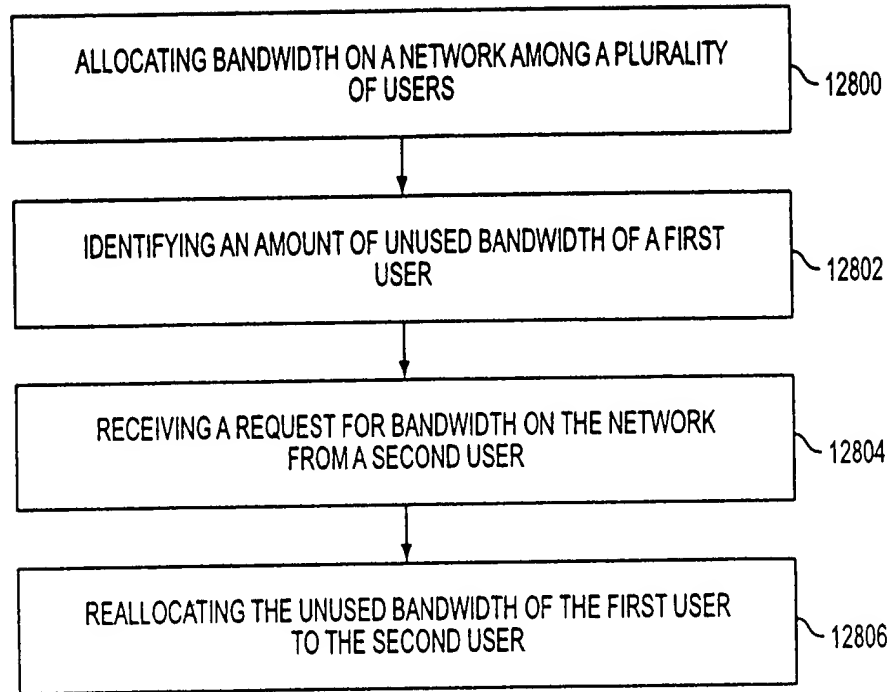 ALLOCATING BANDWIDTH ON A NETWORK AMONG A PLURALITY
OF USERS
12800
IDENTIFYING AN AMOUNT OF UNUSED BANDWIDTH OF A FIRST
USER
12802
RECEIVING A REQUEST FOR BANDWIDTH ON THE NETWORK
FROM A SECOND USER
12804
REALLOCATING THE UNUSED BANDWIDTH OF THE FIRST USER
TO THE SECOND USER
12806